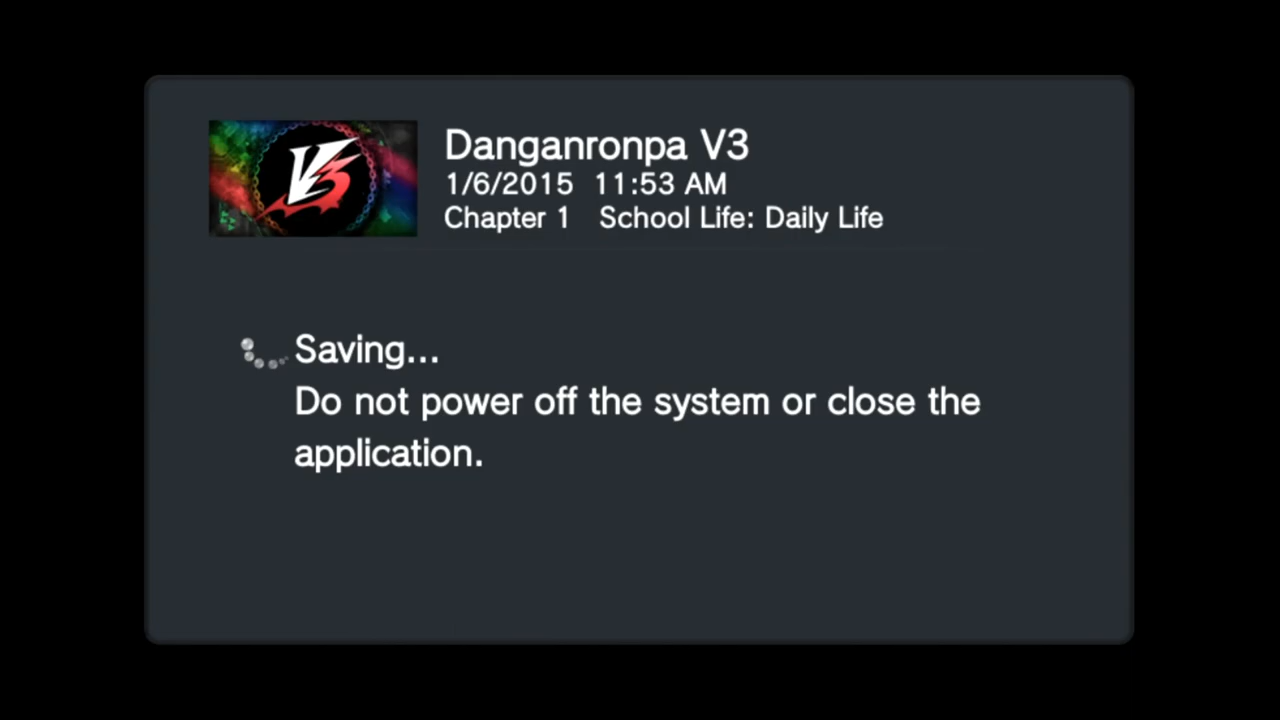 V3
Danganronpa V3
1/6/2015 11:53 AM
Chapter 1 School Life: Daily Life
Saving...
Do not power off the system or close the
application.